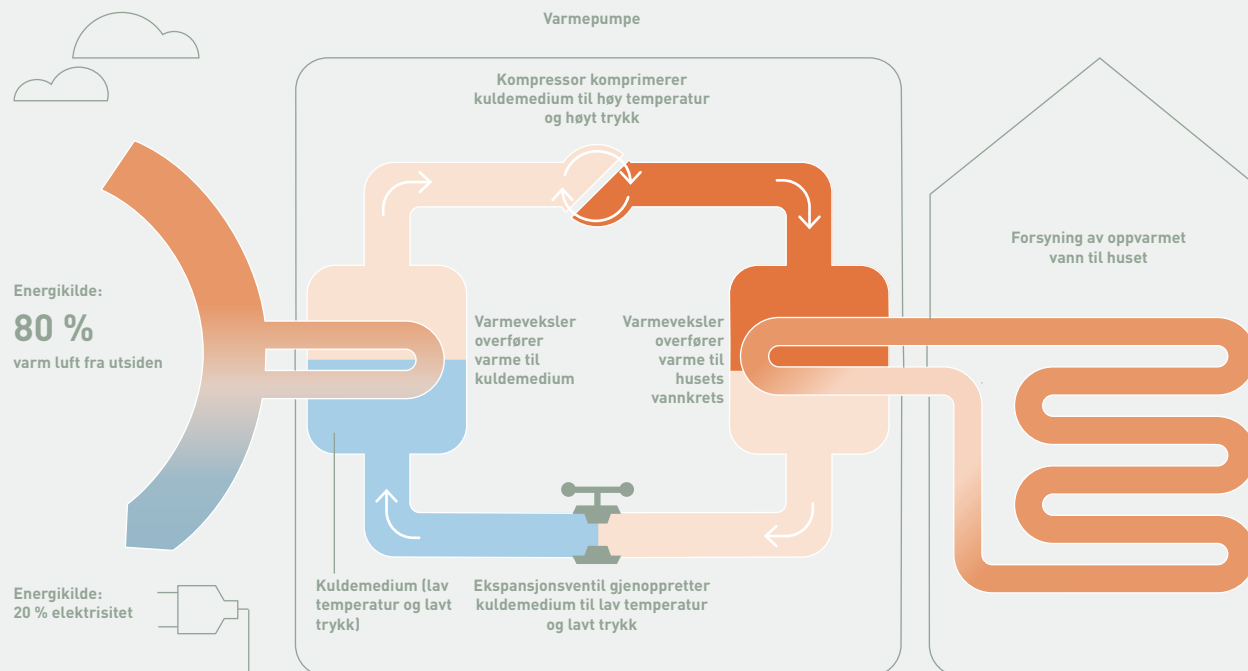 Varmepumpe
Kompressor komprimerer
kuldemedium til høy temperatur
og høyt trykk
Forsyning av oppvarmet
vann til huset
Energikilde:
80 %
varm luft fra utsiden
Varmeveksler
overfører
varme til
kuldemedium
Varmeveksler
overfører
varme til
husets
vannkrets
Energikilde:
20 % elektrisitet
Kuldemedium (lav
temperatur og lavt
trykk)
Ekspansjonsventil gjenoppretter
kuldemedium til lav temperatur
og lavt trykk